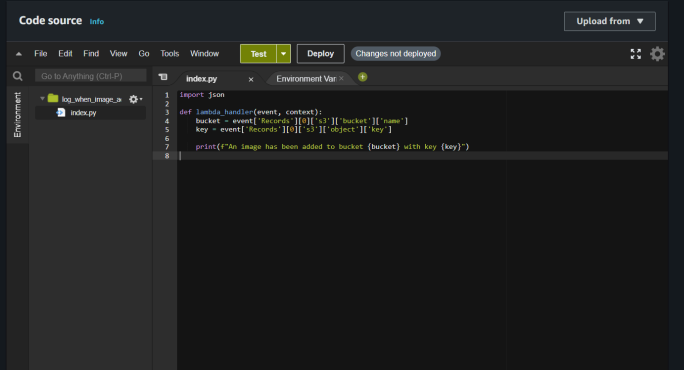 Code source Info
Upload from ▼
File Edit Find View Go Tools Window Test Deploy Changes not deployed
Go to Anything (Ctrl-P)
index.py × Environment Vari ×
Environment
log_when_image_a
index.py
1 import json
2
3 def lambda_handler(event, context):
4     bucket = event['Records'][0]['s3']['bucket']['name']
5     key = event['Records'][0]['s3']['object']['key']
6
7     print(f"An image has been added to bucket {bucket} with key {key}")
8